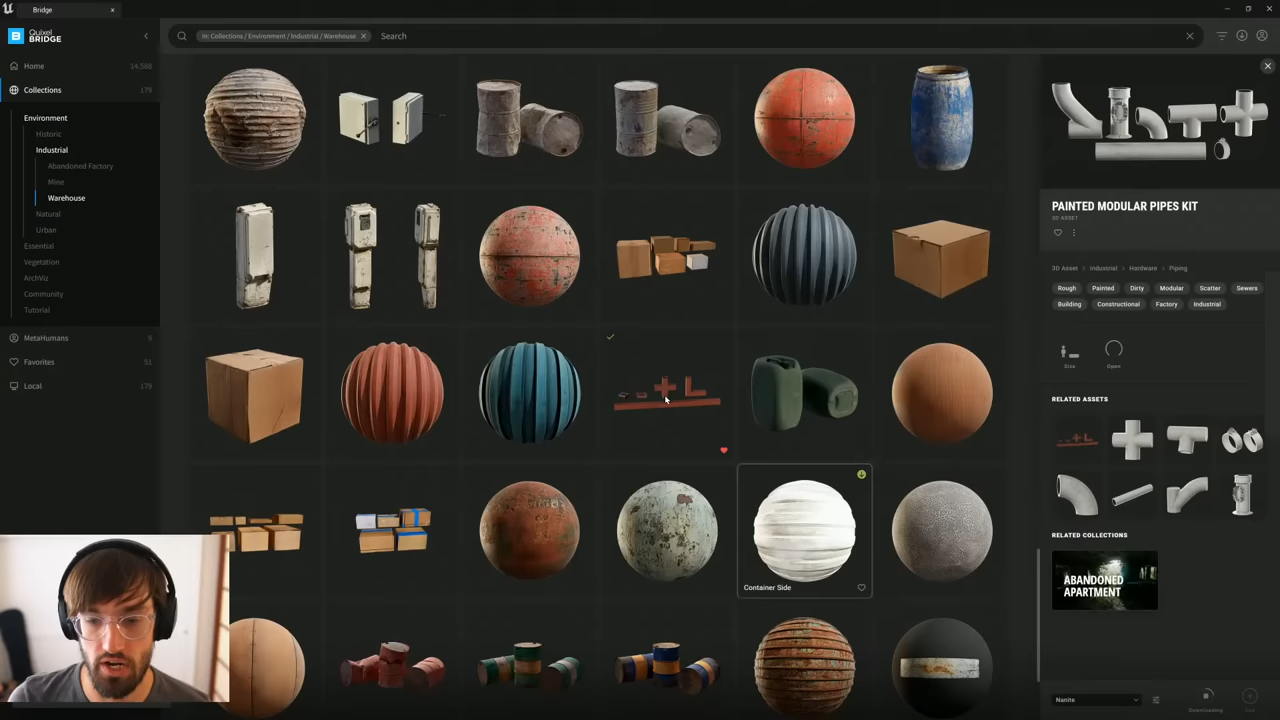 Bridge
Quixel
BRIDGE
In: Collections / Environment / Industrial / Warehouse
Search
Home 14,588
Collections 179
Environment
Historic
Industrial
Abandoned Factory
Mine
Warehouse
Natural
Urban
Essential
Vegetation
ArchViz
Community
Tutorial
MetaHumans 9
Favorites 51
Local 179
Container Side
PAINTED MODULAR PIPES KIT
3D ASSET
3D Asset Industrial Hardware Piping
Rough Painted Dirty Modular Scatter Sewers
Building Constructional Factory Industrial
Size Open
RELATED ASSETS
RELATED COLLECTIONS
ABANDONED
APARTMENT
Nanite
Downloading